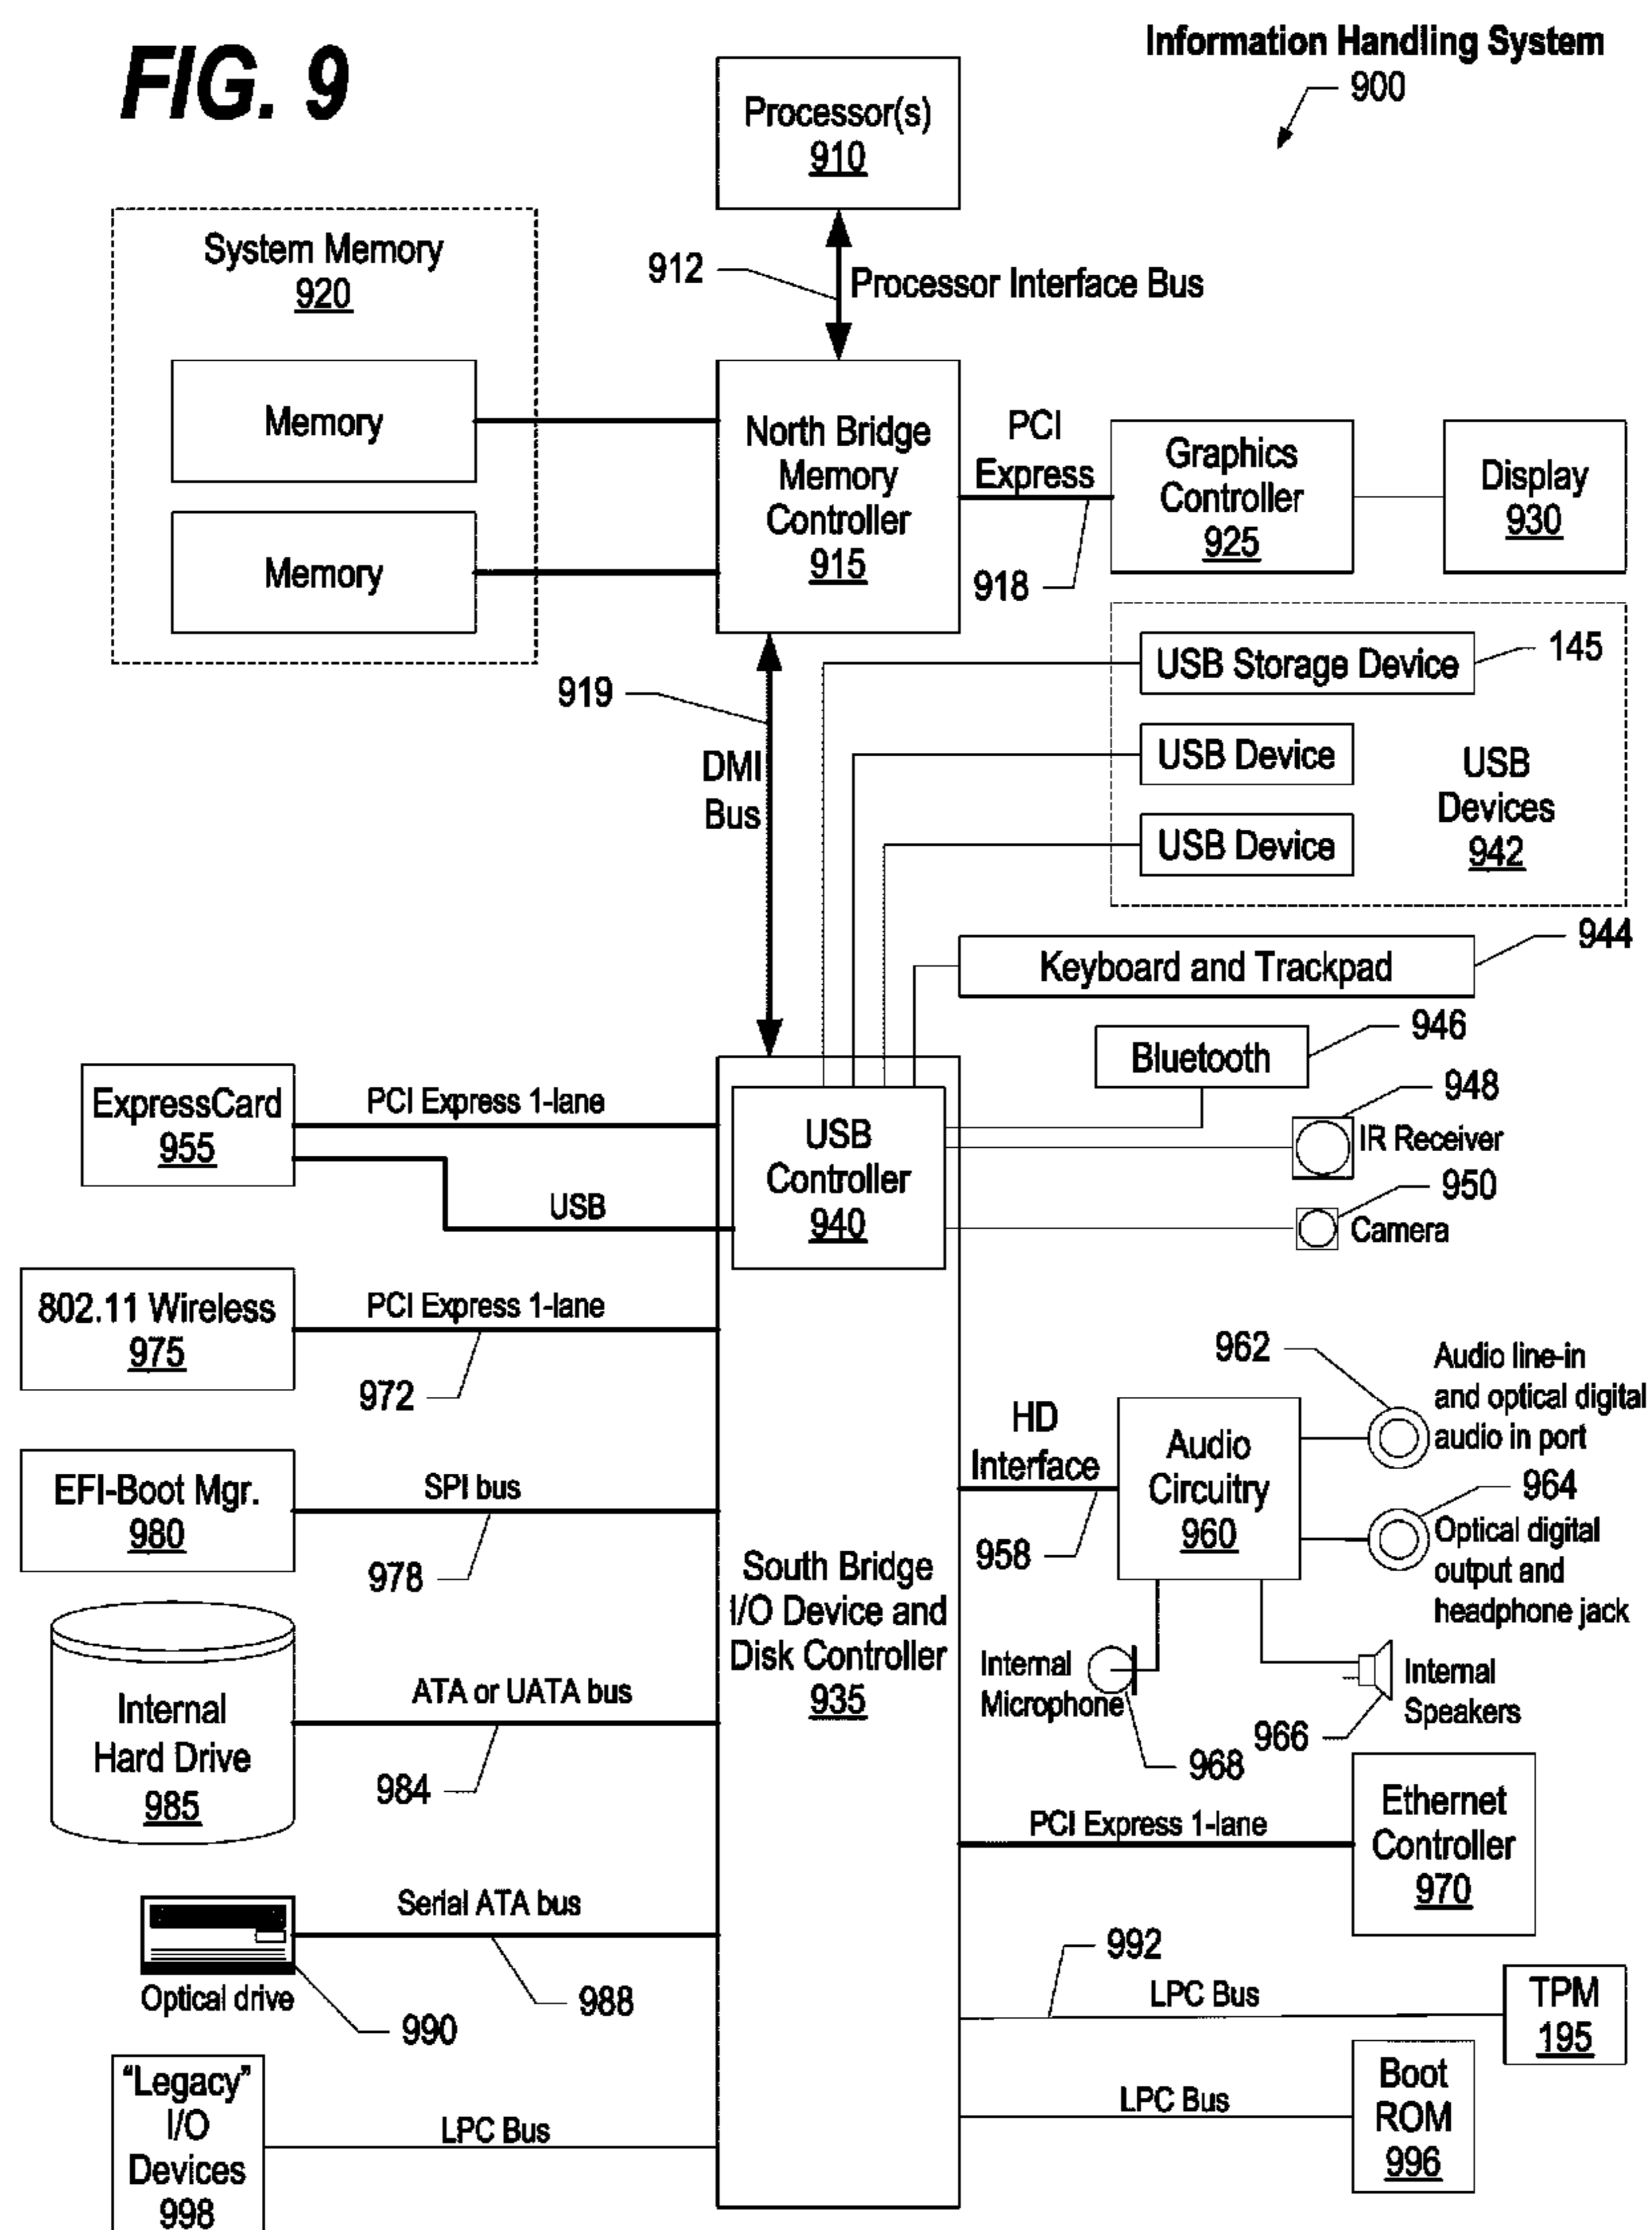 FIG. 9
Information Handling System
900
Processor(s)
910
System Memory
920
912
Processor Interface Bus
Memory
Memory
North Bridge
Memory
Controller
915
PCI
Express
918
Graphics
Controller
925
Display
930
919
DMI
Bus
USB Storage Device
145
USB Device
USB Device
USB
Devices
942
Keyboard and Trackpad
944
Bluetooth
946
948
IR Receiver
950
Camera
ExpressCard
955
PCI Express 1-lane
USB
USB
Controller
940
802.11 Wireless
975
PCI Express 1-lane
972
EFI-Boot Mgr.
980
SPI bus
978
Internal
Hard Drive
985
ATA or UATA bus
984
South Bridge
I/O Device and
Disk Controller
935
HD
Interface
958
Audio
Circuitry
960
962
Audio line-in
and optical digital
audio in port
964
Optical digital
output and
headphone jack
Internal
Microphone
968
966
Internal
Speakers
PCI Express 1-lane
Ethernet
Controller
970
Serial ATA bus
988
Optical drive
990
992
LPC Bus
TPM
195
LPC Bus
Boot
ROM
996
"Legacy"
I/O
Devices
998
LPC Bus